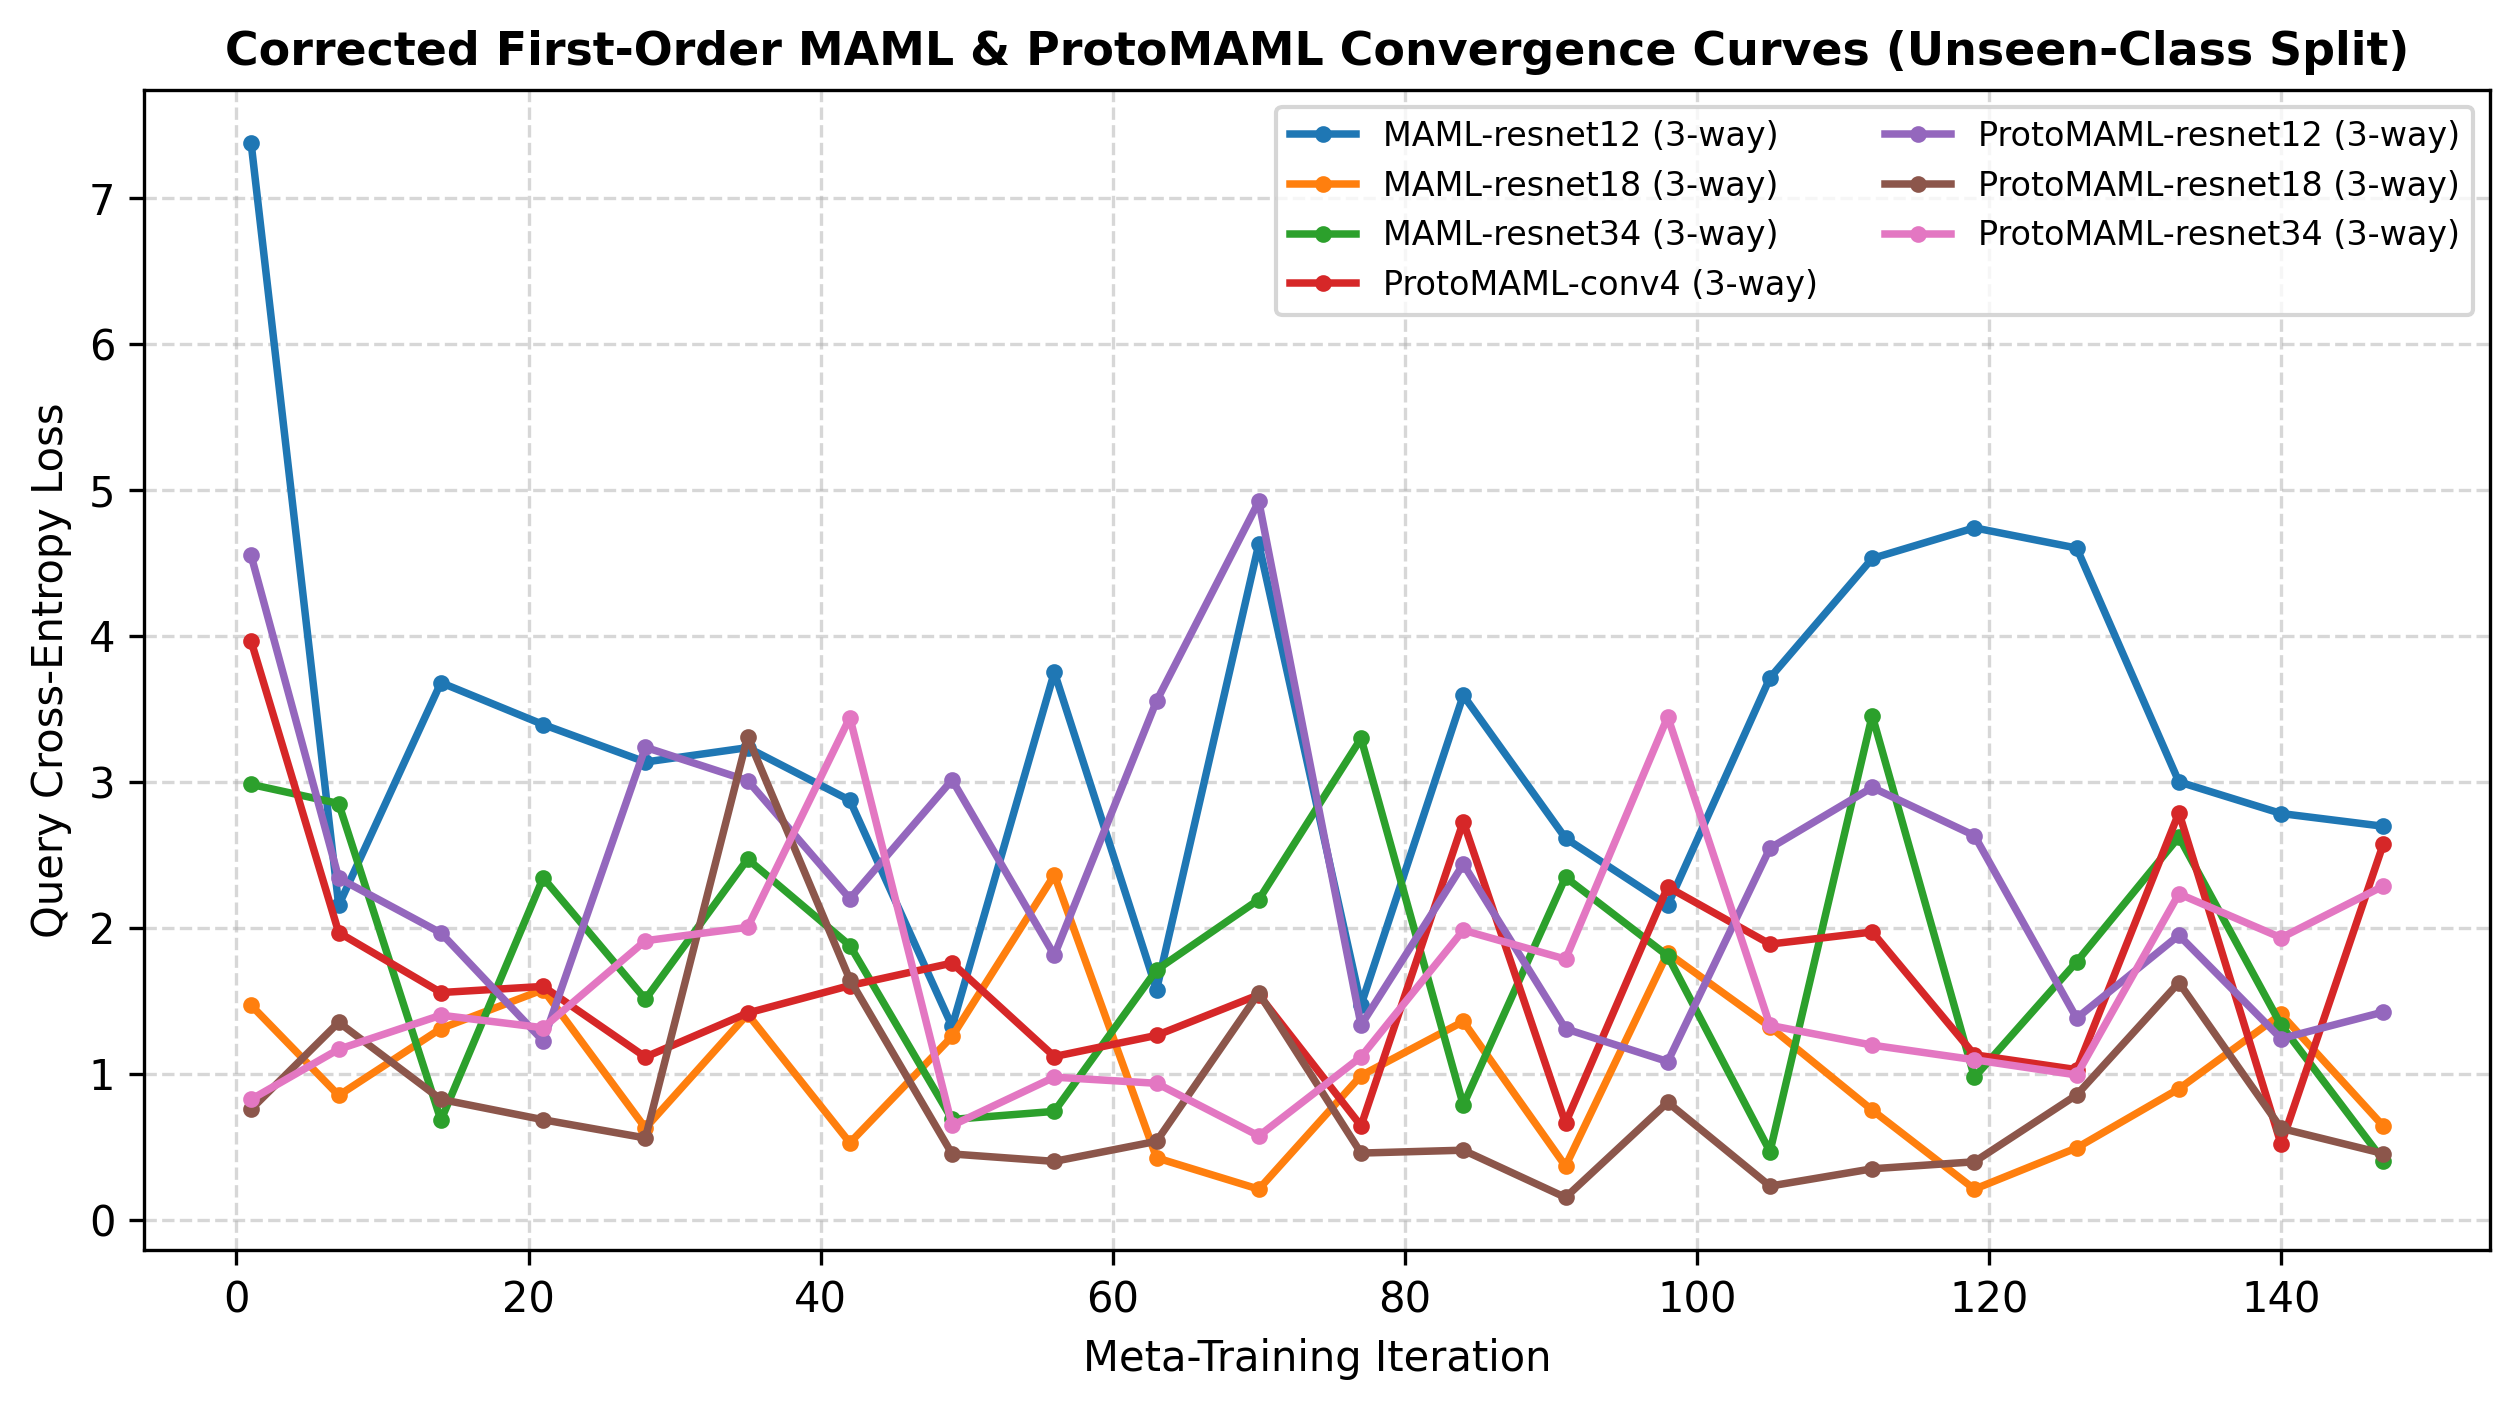 Corrected First-Order MAML & ProtoMAML Convergence Curves (Unseen-Class Split)
MAML-resnet12 (3-way)
MAML-resnet18 (3-way)
MAML-resnet34 (3-way)
ProtoMAML-conv4 (3-way)
ProtoMAML-resnet12 (3-way)
ProtoMAML-resnet18 (3-way)
ProtoMAML-resnet34 (3-way)
Query Cross-Entropy Loss
7
6
5
4
3
2
1
0
0 20 40 60 80 100 120 140
Meta-Training Iteration